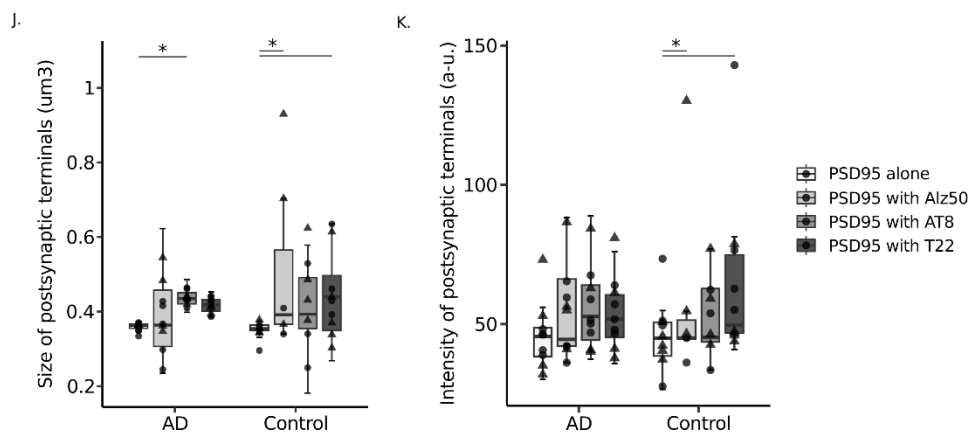 J.
Size of postsynaptic terminals (um3)
1
0.8
0.6
0.4
0.2
*
*
AD
Control
K.
Intensity of postsynaptic terminals (a-u.)
150
100
50
*
AD
Control
PSD95 alone
PSD95 with Alz50
PSD95 with AT8
PSD95 with T22